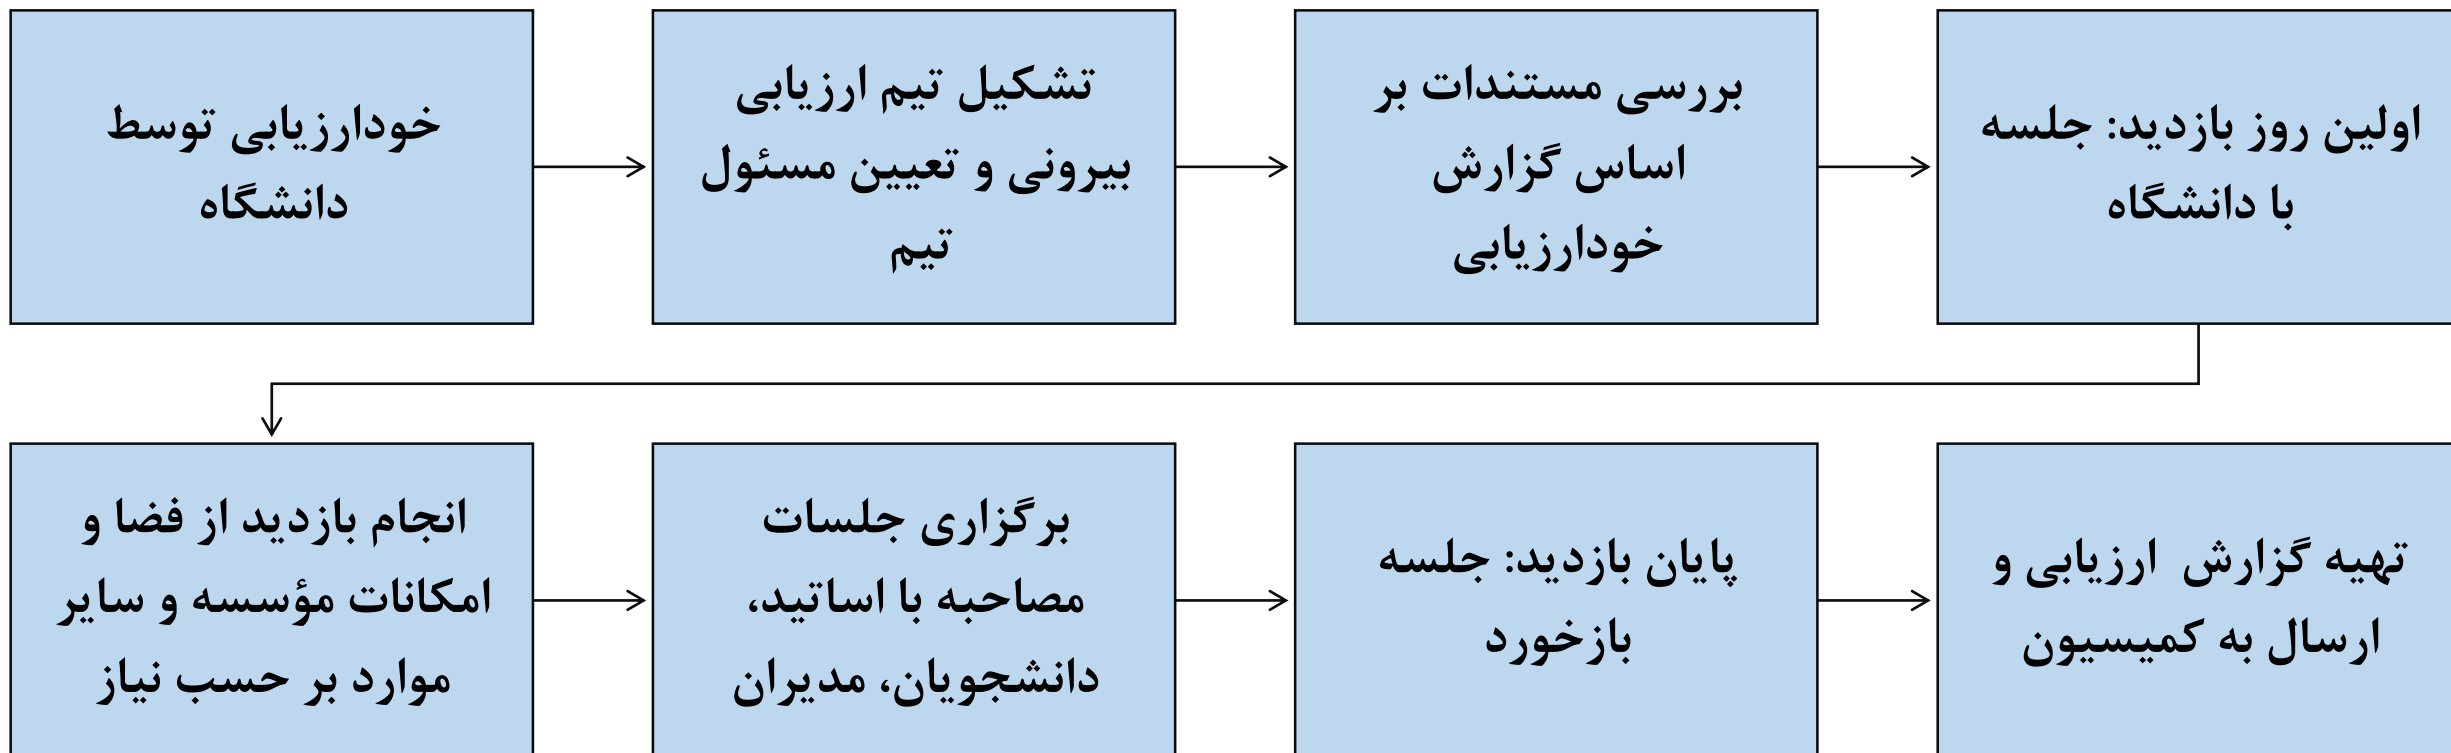 خودارزیابی توسط
دانشگاه
تشکیل تیم ارزیابی
بیرونی و تعیین مسئول
تیم
بررسی مستندات بر
اساس گزارش
خودارزیابی
اولین روز بازدید: جلسه
با دانشگاه
انجام بازدید از فضا و
امکانات مؤسسه و سایر
موارد بر حسب نیاز
برگزاری جلسات
مصاحبه با اساتید،
دانشجویان، مدیران
پایان بازدید: جلسه
بازخورد
تهیه گزارش ارزیابی و
ارسال به کمیسیون